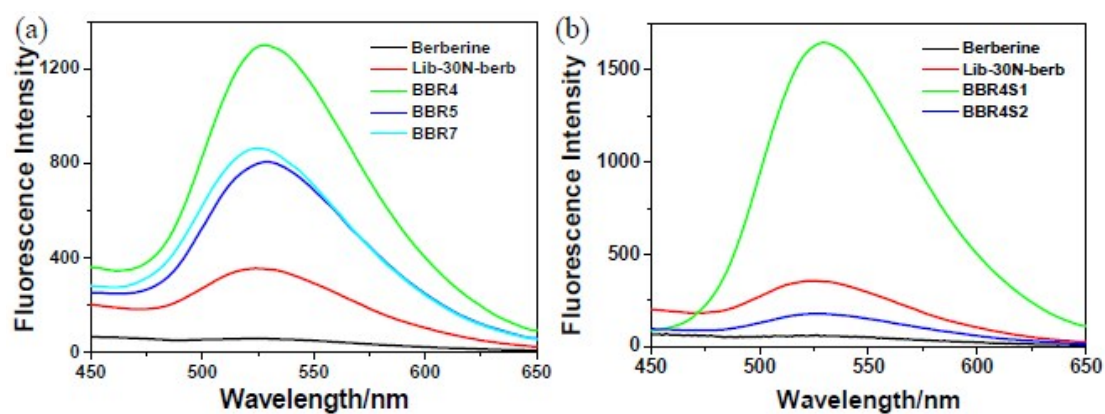 (a)
Fluorescence Intensity
1200
800
400
0
Berberine
Lib-30N-berb
BBR4
BBR5
BBR7
450 500 550 600 650
Wavelength/nm
(b)
Fluorescence Intensity
1500
1000
500
0
Berberine
Lib-30N-berb
BBR4S1
BBR4S2
450 500 550 600 650
Wavelength/nm